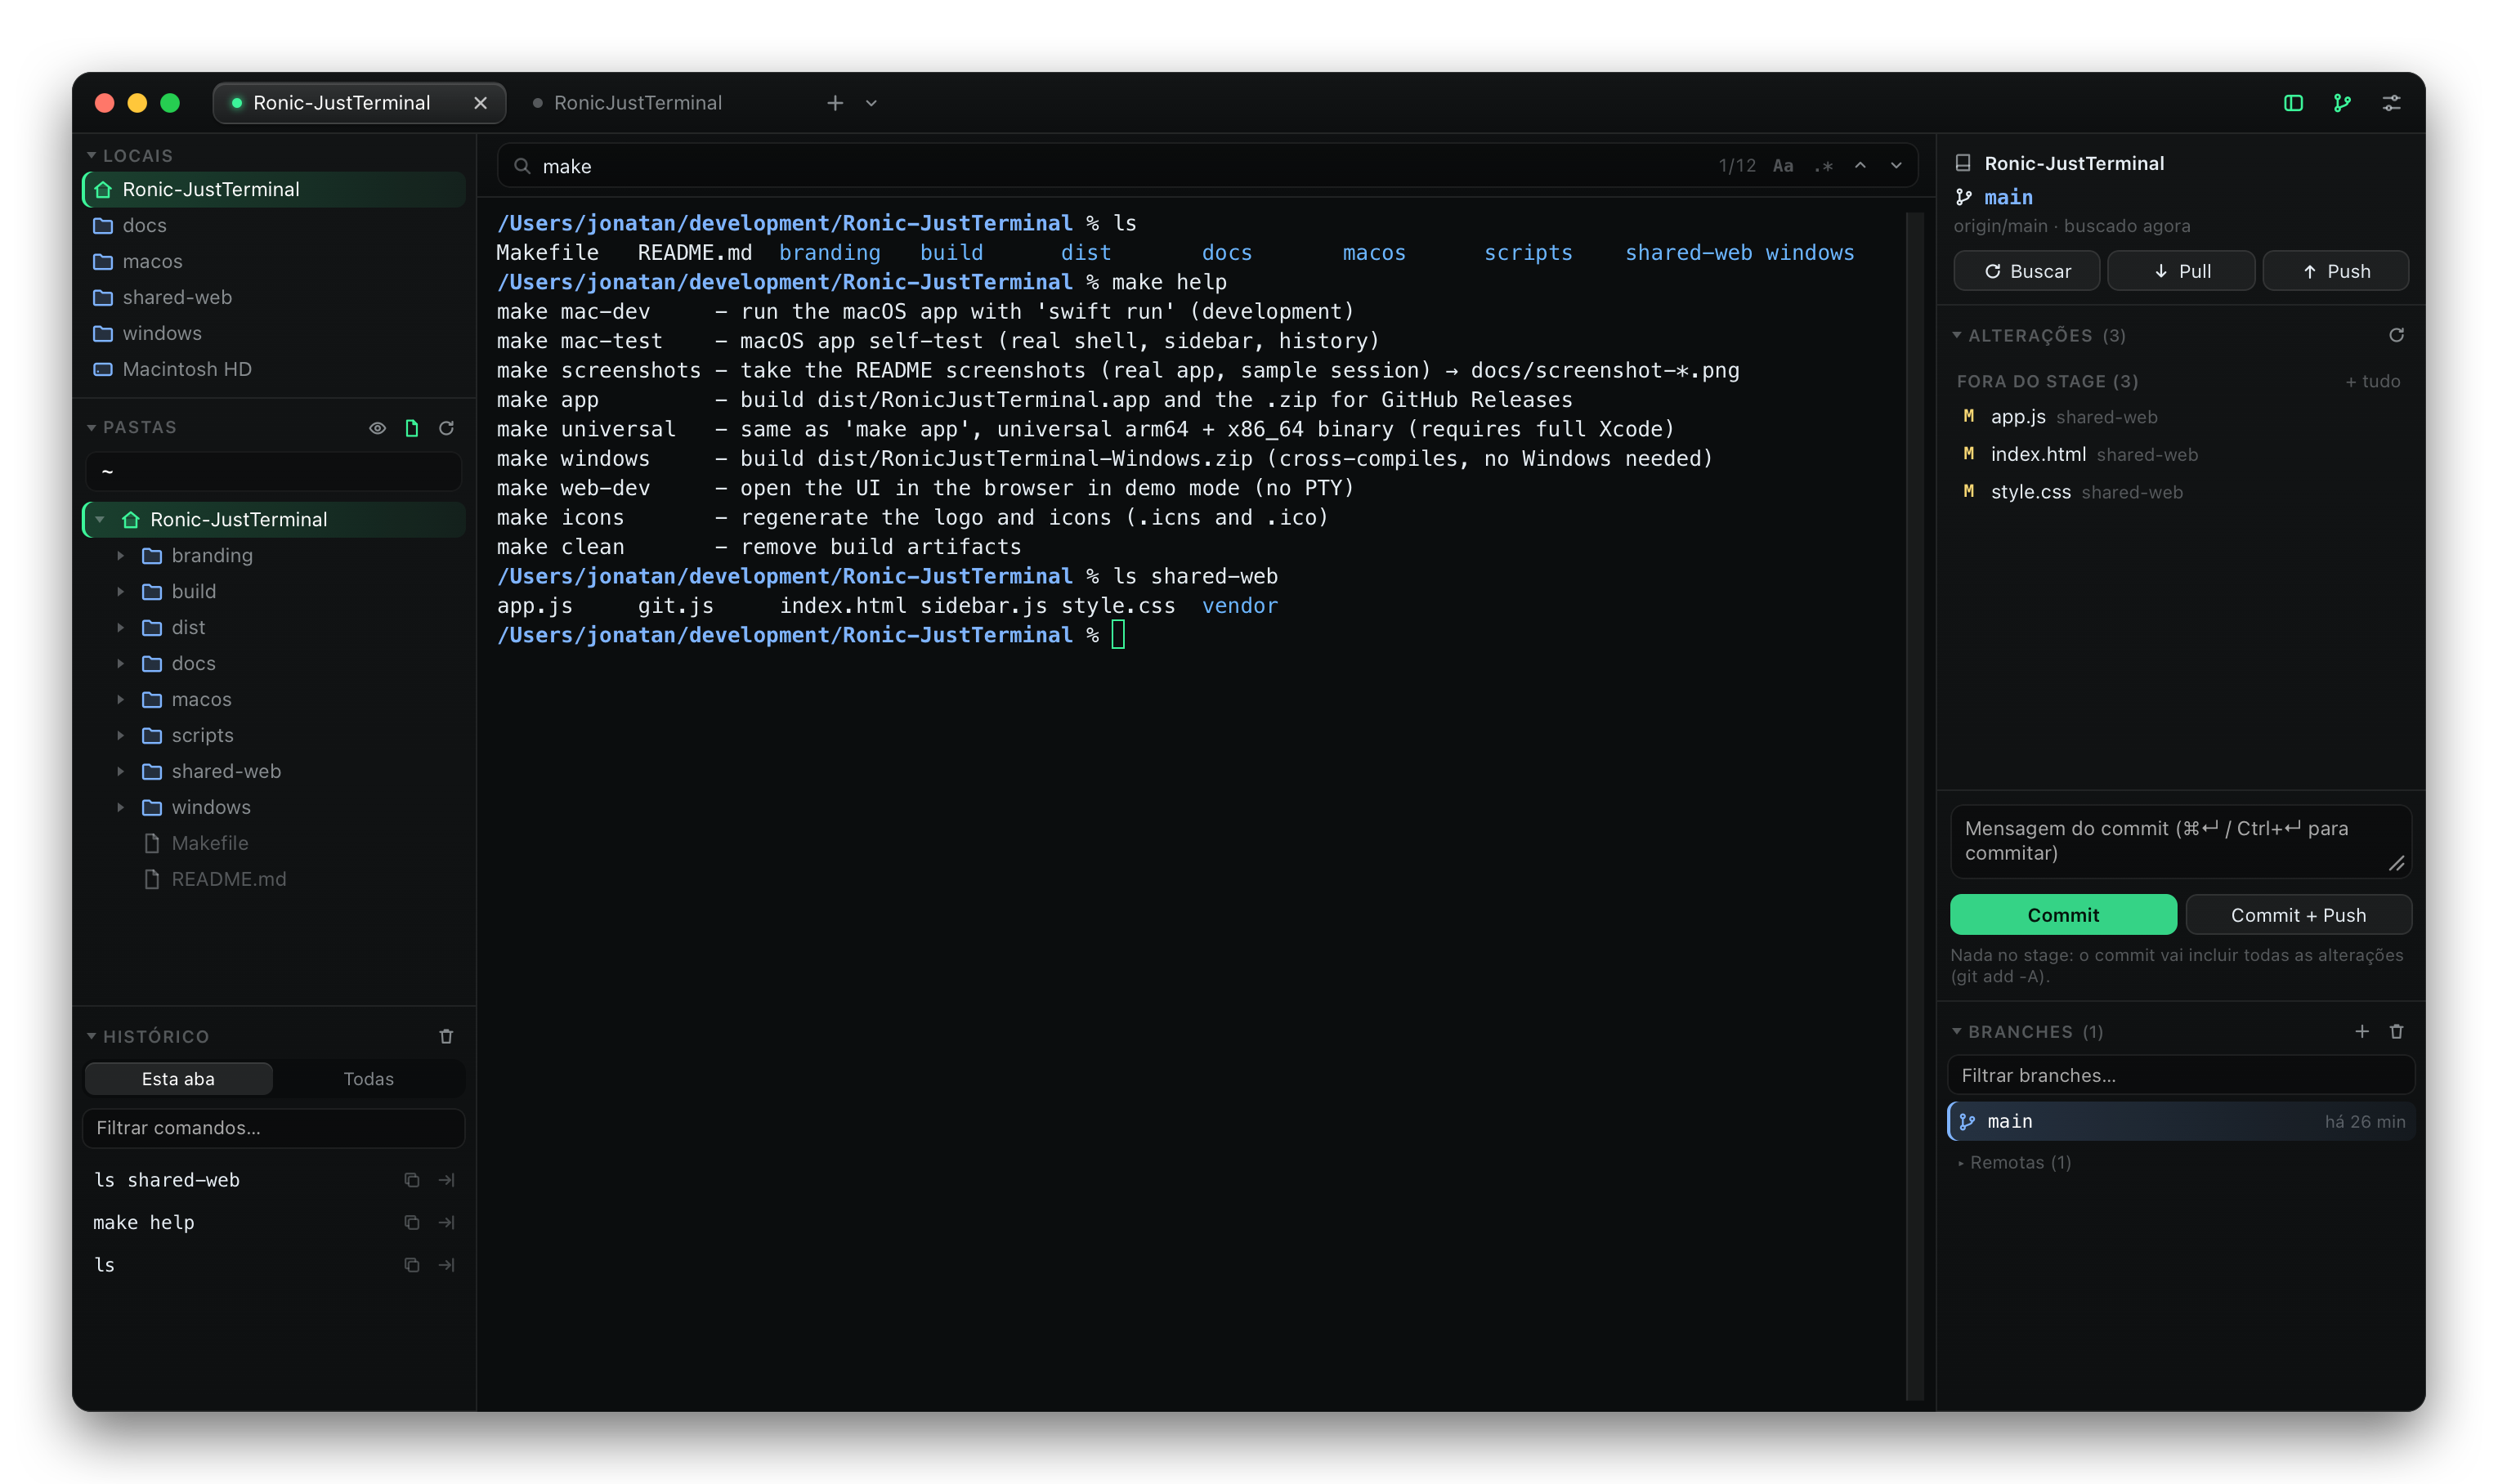 Ronic-JustTerminal
RonicJustTerminal
LOCAIS
Ronic-JustTerminal
docs
macos
shared-web
windows
Macintosh HD
PASTAS
~
Ronic-JustTerminal
branding
build
dist
docs
macos
scripts
shared-web
windows
Makefile
README.md
HISTÓRICO
Esta aba Todas
Filtrar comandos...
ls shared-web
make help
ls
make 1/12 Aa .*
/Users/jonatan/development/Ronic-JustTerminal % ls
Makefile README.md branding build dist docs macos scripts shared-web windows
/Users/jonatan/development/Ronic-JustTerminal % make help
make mac-dev - run the macOS app with 'swift run' (development)
make mac-test - macOS app self-test (real shell, sidebar, history)
make screenshots - take the README screenshots (real app, sample session) → docs/screenshot-*.png
make app - build dist/RonicJustTerminal.app and the .zip for GitHub Releases
make universal - same as 'make app', universal arm64 + x86_64 binary (requires full Xcode)
make windows - build dist/RonicJustTerminal-Windows.zip (cross-compiles, no Windows needed)
make web-dev - open the UI in the browser in demo mode (no PTY)
make icons - regenerate the logo and icons (.icns and .ico)
make clean - remove build artifacts
/Users/jonatan/development/Ronic-JustTerminal % ls shared-web
app.js git.js index.html sidebar.js style.css vendor
/Users/jonatan/development/Ronic-JustTerminal %
Ronic-JustTerminal
main
origin/main · buscado agora
Buscar Pull Push
ALTERAÇÕES (3)
FORA DO STAGE (3) + tudo
M app.js shared-web
M index.html shared-web
M style.css shared-web
Mensagem do commit (⌘↵ / Ctrl+↵ para
commitar)
Commit Commit + Push
Nada no stage: o commit vai incluir todas as alterações
(git add -A).
BRANCHES (1)
Filtrar branches...
main há 26 min
Remotas (1)